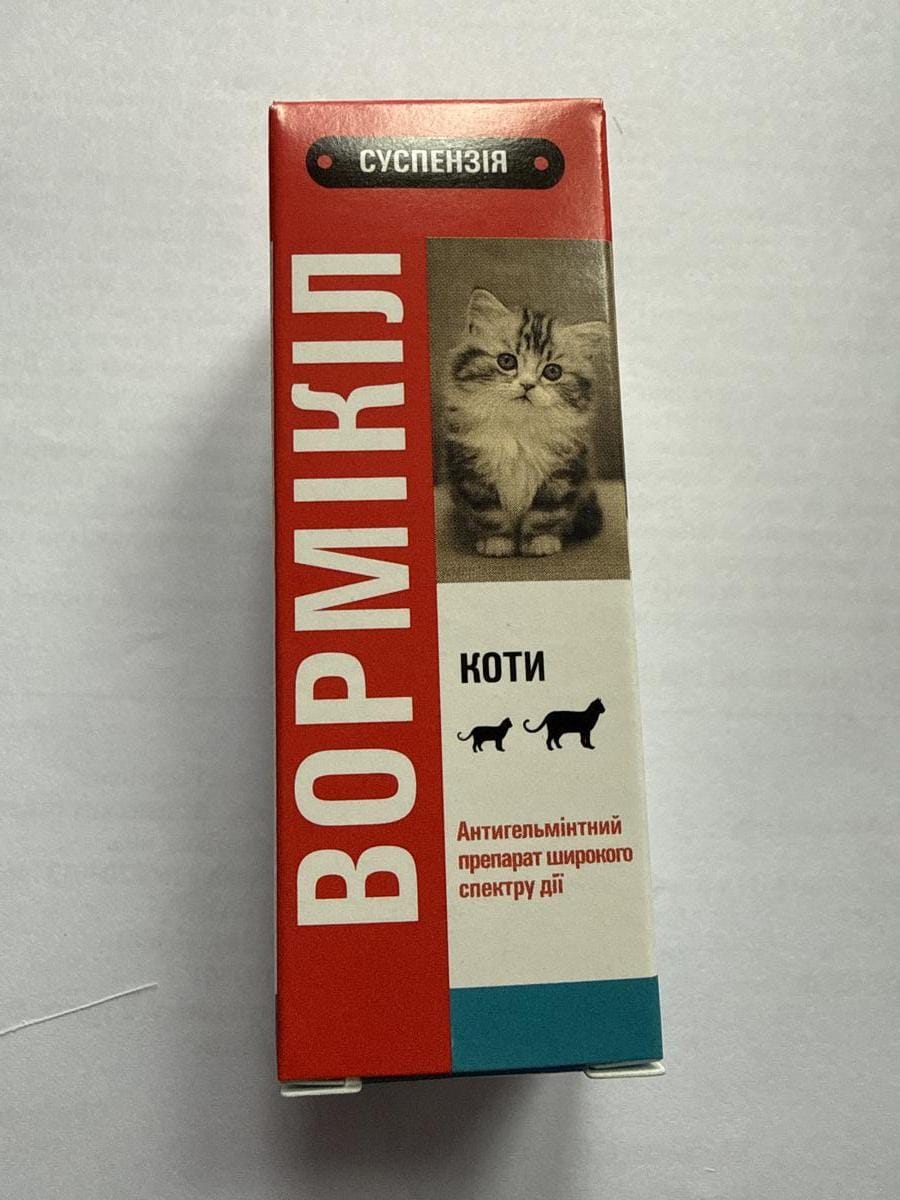 СУСПЕНЗІЯ
ВОРМІКІЛ
КОТИ
Антигельмінтний
препарат широкого
спектру дії